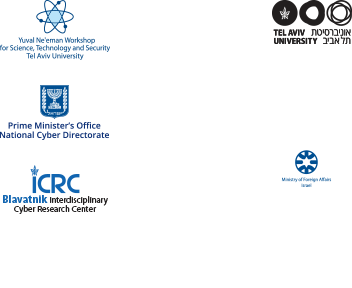 Yuval Ne'eman Workshop
for Science, Technology and Security
Tel Aviv University
TEL AVIV אוניברסיטת
UNIVERSITY תל אביב
Prime Minister's Office
National Cyber Directorate
Ministry of Foreign Affairs
Israel
ICRC
Blavatnik Interdisciplinary
Cyber Research Center